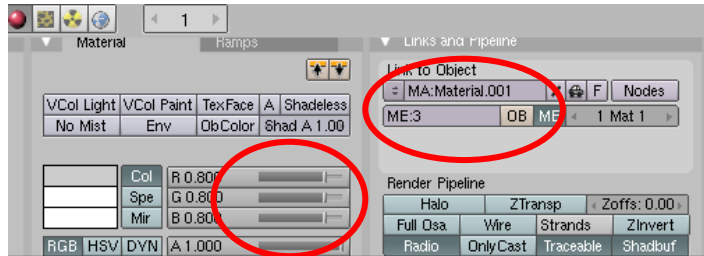 1
Material Ramps
Links and Pipeline
Link to Object
MA:Material.001 F Nodes
VCol Light VCol Paint TexFace A Shadeless
ME:3 OB ME 1 Mat 1
No Mist Env ObColor Shad A 1.00
Col R 0.800
Render Pipeline
Spe G 0.800
Halo ZTransp Zoffs: 0.00
Mir B 0.800
Full Osa Wire Strands ZInvert
RGB HSV DYN A 1.000
Radio OnlyCast Traceable Shadbuf